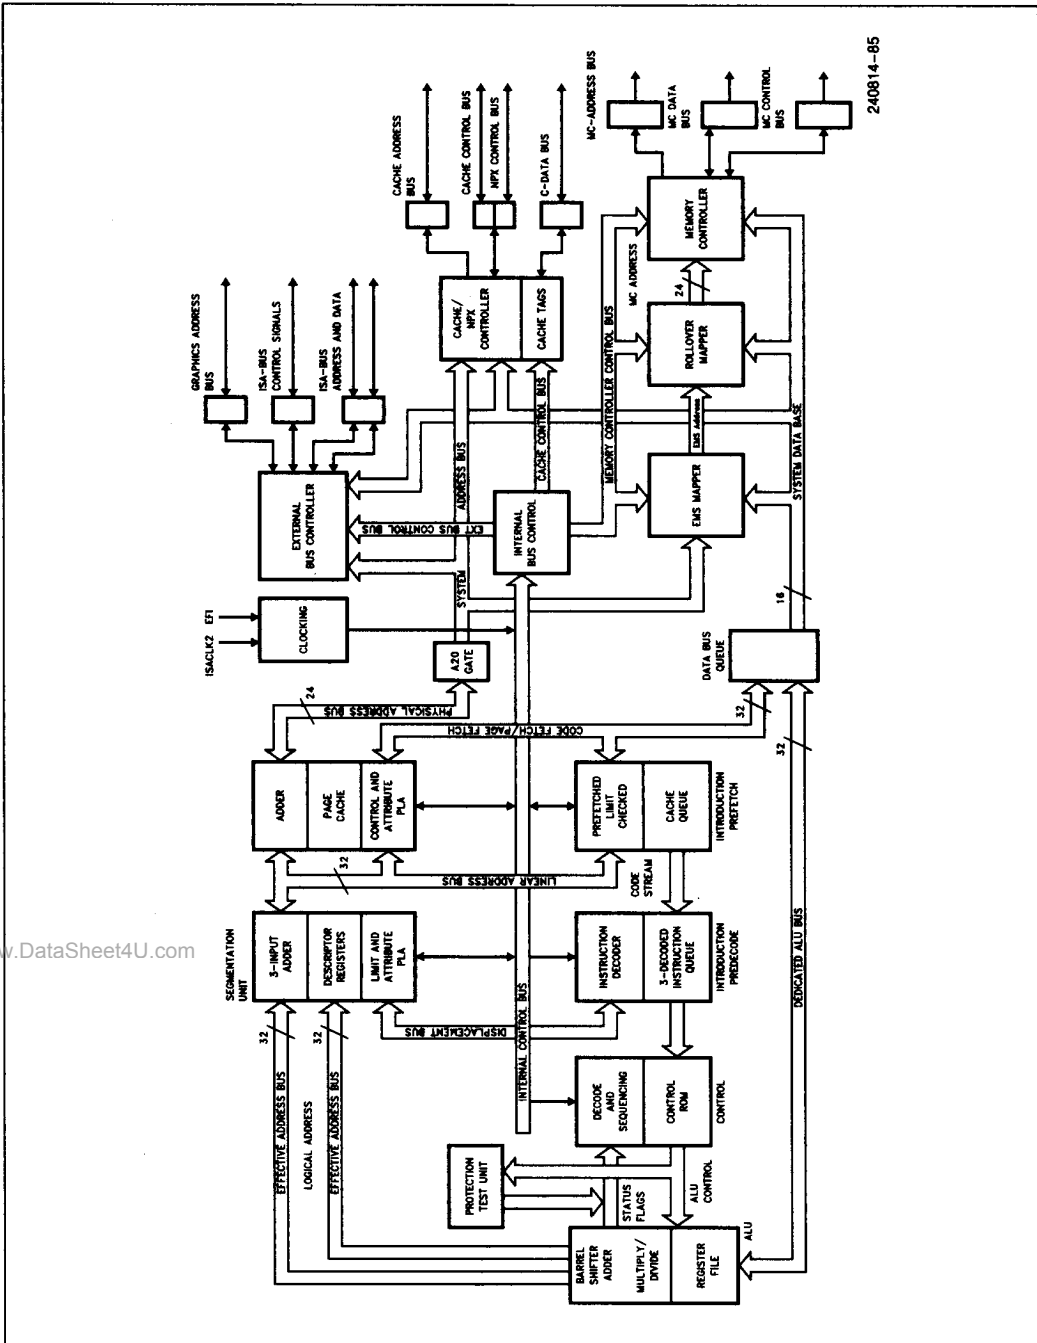 SEGMENTATION
UNIT
3-INPUT
ADDER
DESCRIPTOR
REGISTERS
LIMIT AND
ATTRIBUTE
PLA
ADDER
PAGE
CACHE
CONTROL AND
ATTRIBUTE
PLA
ISACLK2
EFI
CLOCKING
EXTERNAL
BUS CONTROLLER
GRAPHICS ADDRESS
BUS
ISA-BUS
CONTROL SIGNALS
ISA-BUS
ADDRESS AND DATA
EFFECTIVE ADDRESS BUS
32
LOGICAL ADDRESS
EFFECTIVE ADDRESS BUS
32
DISPLACEMENT BUS
32
LINEAR ADDRESS BUS
24
PHYSICAL ADDRESS BUS
CODE FETCH/PAGE FETCH
A20
GATE
SYSTEM
ADDRESS BUS
EXT BUS CONTROL BUS
INTERNAL
BUS CONTROL
CACHE CONTROL BUS
CACHE/
NPX
CONTROLLER
CACHE TAGS
CACHE ADDRESS
BUS
CACHE CONTROL BUS
NPX CONTROL BUS
C-DATA BUS
PROTECTION
TEST UNIT
INTERNAL CONTROL BUS
BARREL
SHIFTER
ADDER
MULTIPLY/
DIVIDE
REGISTER
FILE
ALU
STATUS
FLAGS
ALU
CONTROL
DECODE
AND
SEQUENCING
CONTROL
ROM
CONTROL
INSTRUCTION
DECODER
3-DECODED
INSTRUCTION
QUEUE
INTRODUCTION
PREDECODE
CODE
STREAM
PREFETCHED
LIMIT
CHECKED
CACHE
QUEUE
INTRODUCTION
PREFETCH
32
32
DEDICATED ALU BUS
DATA BUS
QUEUE
16
SYSTEM DATA BASE
MEMORY CONTROLLER CONTROL BUS
EMS MAPPER
EMS Address
ROLLOVER
MAPPER
MC ADDRESS
24
MEMORY
CONTROLLER
MC-ADDRESS BUS
MC DATA
BUS
MC CONTROL
BUS
240814-85
w.DataSheet4U.com